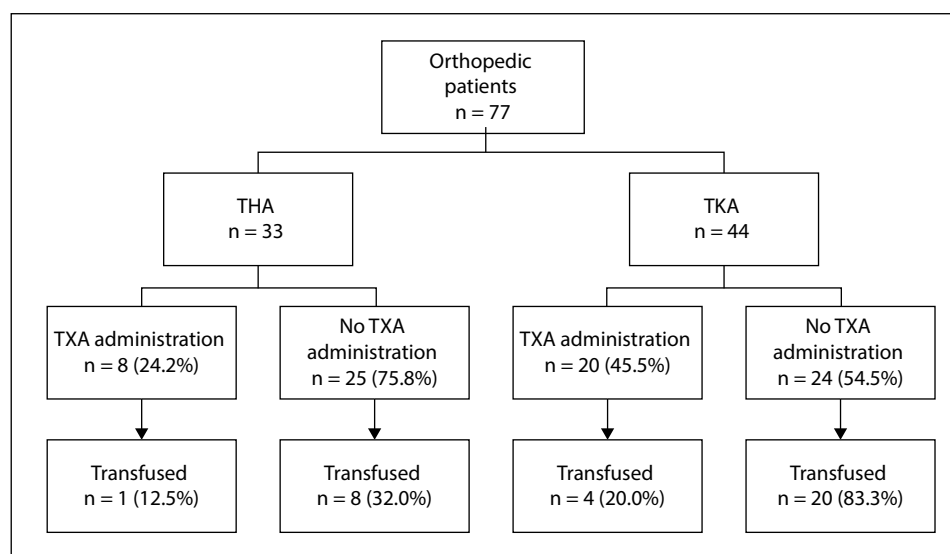 Orthopedic
patients
n = 77
THA
n = 33
TKA
n = 44
TXA administration
n = 8 (24.2%)
No TXA
administration
n = 25 (75.8%)
TXA administration
n = 20 (45.5%)
No TXA
administration
n = 24 (54.5%)
Transfused
n = 1 (12.5%)
Transfused
n = 8 (32.0%)
Transfused
n = 4 (20.0%)
Transfused
n = 20 (83.3%)